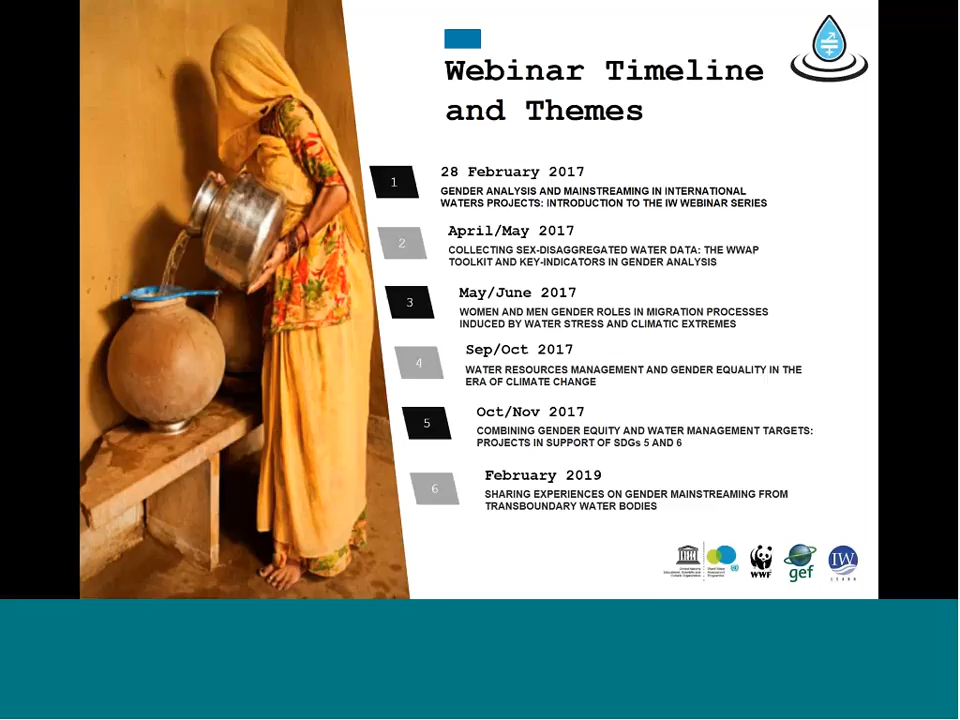 Webinar Timeline
and Themes
1
28 February 2017
GENDER ANALYSIS AND MAINSTREAMING IN INTERNATIONAL
WATERS PROJECTS: INTRODUCTION TO THE IW WEBINAR SERIES
2
April/May 2017
COLLECTING SEX-DISAGGREGATED WATER DATA: THE WWAP
TOOLKIT AND KEY-INDICATORS IN GENDER ANALYSIS
3
May/June 2017
WOMEN AND MEN GENDER ROLES IN MIGRATION PROCESSES
INDUCED BY WATER STRESS AND CLIMATIC EXTREMES
4
Sep/Oct 2017
WATER RESOURCES MANAGEMENT AND GENDER EQUALITY IN THE
ERA OF CLIMATE CHANGE
5
Oct/Nov 2017
COMBINING GENDER EQUITY AND WATER MANAGEMENT TARGETS:
PROJECTS IN SUPPORT OF SDGs 5 AND 6
6
February 2019
SHARING EXPERIENCES ON GENDER MAINSTREAMING FROM
TRANSBOUNDARY WATER BODIES
WWF
gef
IW
LEARN